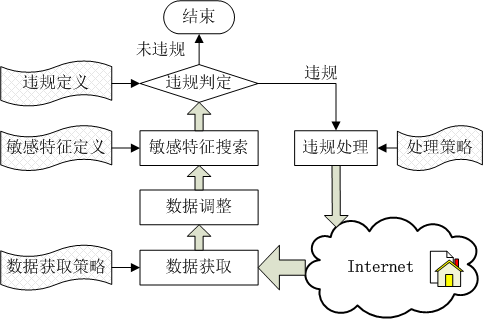 结束
未违规
违规定义
违规判定
违规
敏感特征定义
敏感特征搜索
违规处理
处理策略
数据调整
数据获取策略
数据获取
Internet